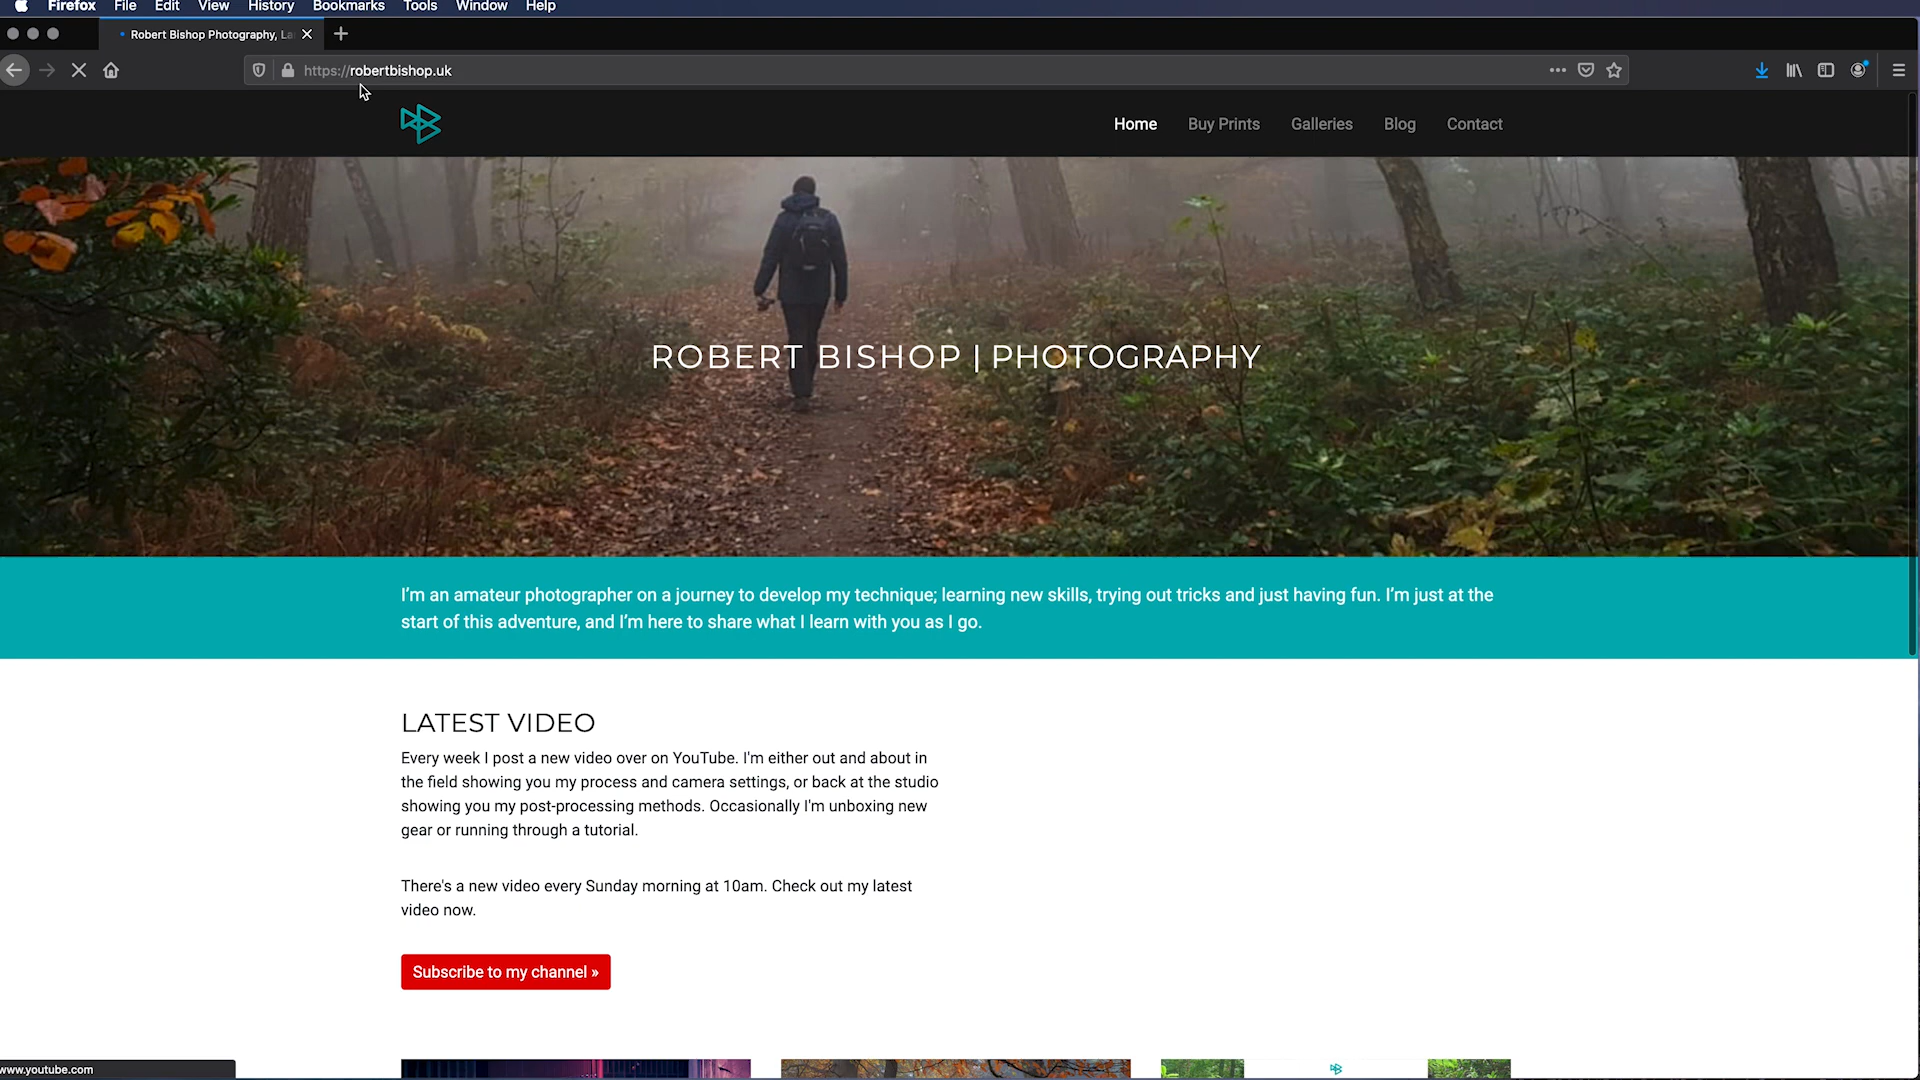 Firefox File Edit View History Bookmarks Tools Window Help
Robert Bishop Photography, La
https://robertbishop.uk
Home Buy Prints Galleries Blog Contact
ROBERT BISHOP | PHOTOGRAPHY
I'm an amateur photographer on a journey to develop my technique; learning new skills, trying out tricks and just having fun. I'm just at the
start of this adventure, and I'm here to share what I learn with you as I go.
LATEST VIDEO
Every week I post a new video over on YouTube. I'm either out and about in
the field showing you my process and camera settings, or back at the studio
showing you my post-processing methods. Occasionally I'm unboxing new
gear or running through a tutorial.
There's a new video every Sunday morning at 10am. Check out my latest
video now.
Subscribe to my channel »
www.youtube.com